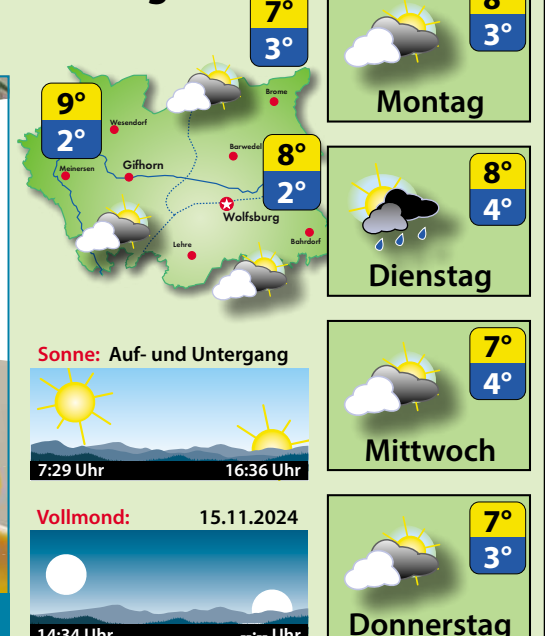 7°
3°
Brome
9°
2°
Wesendorf
Barwedel
8°
2°
Meinersen
Gifhorn
Wolfsburg
Lehre
Bahrdorf
Sonne: Auf- und Untergang
7:29 Uhr 16:36 Uhr
Vollmond: 15.11.2024
14:34 Uhr --:-- Uhr
8°
3°
Montag
8°
4°
Dienstag
7°
4°
Mittwoch
7°
3°
Donnerstag